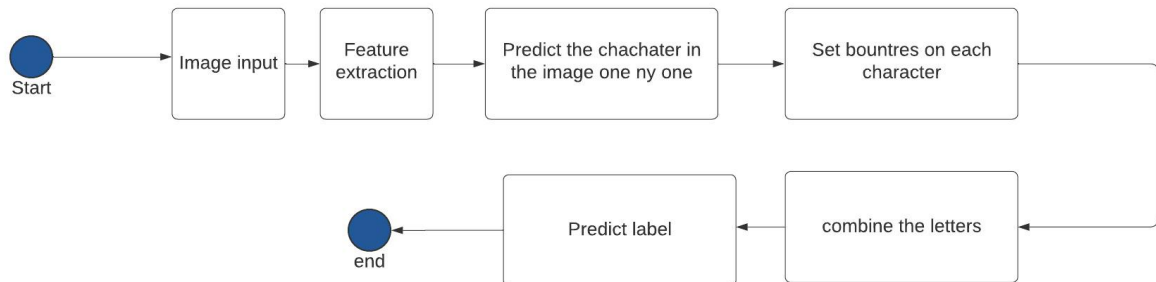 Start
Image input
Feature
extraction
Predict the chachater in
the image one ny one
Set bountres on each
character
combine the letters
Predict label
end